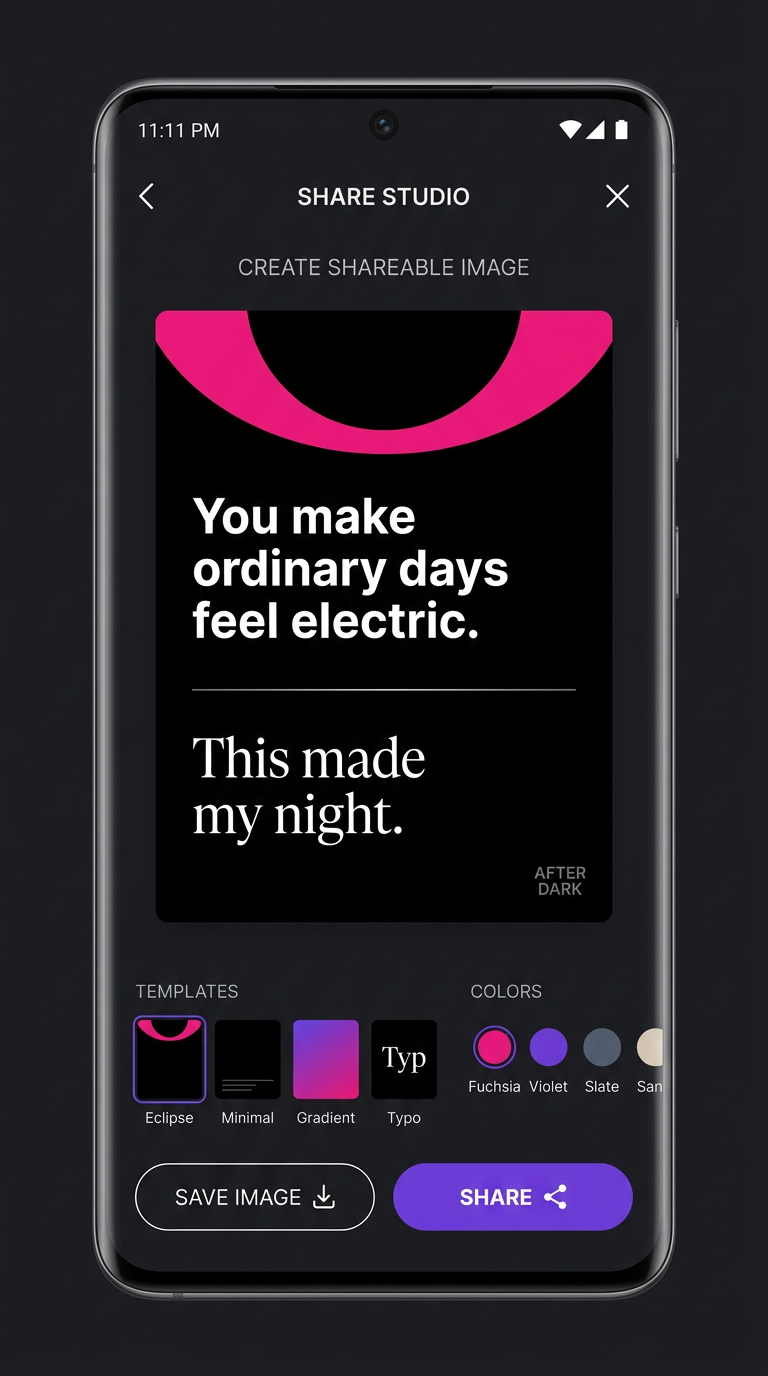 11:11 PM
SHARE STUDIO
CREATE SHAREABLE IMAGE
You make
ordinary days
feel electric.
This made
my night.
AFTER
DARK
TEMPLATES
COLORS
Typ
Eclipse
Minimal
Gradient
Typo
Fuchsia
Violet
Slate
San
SAVE IMAGE
SHARE